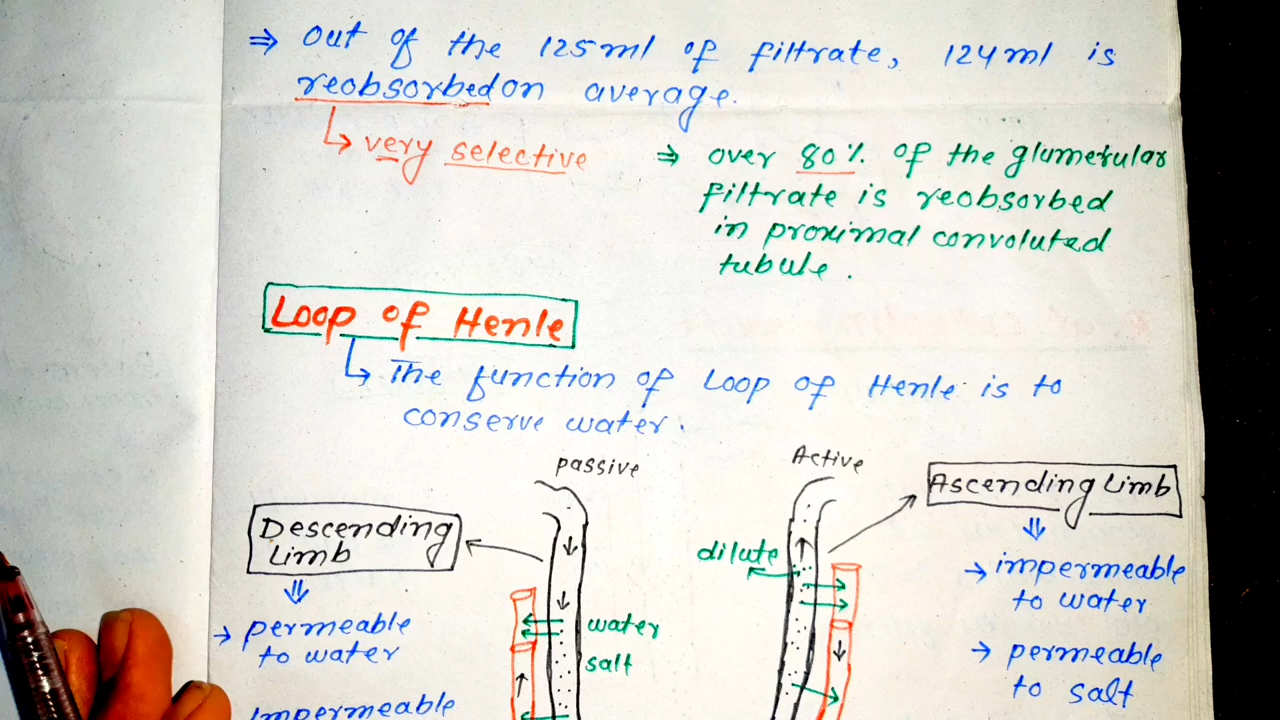 ⇒ out of the 125ml of filtrate, 124ml is
reabsorbed on average.
↳ very selective
⇒ over 80% of the glumerular
filtrate is reobsorbed
in proximal convoluted
tubule.
Loop of Henle
↳ The function of Loop of Henle is to
conserve water.
passive
Active
Descending
Limb
Ascending Limb
dilute
→ impermeable
to water
→ permeable
to water
water
salt
→ permeable
to salt
Impermeable